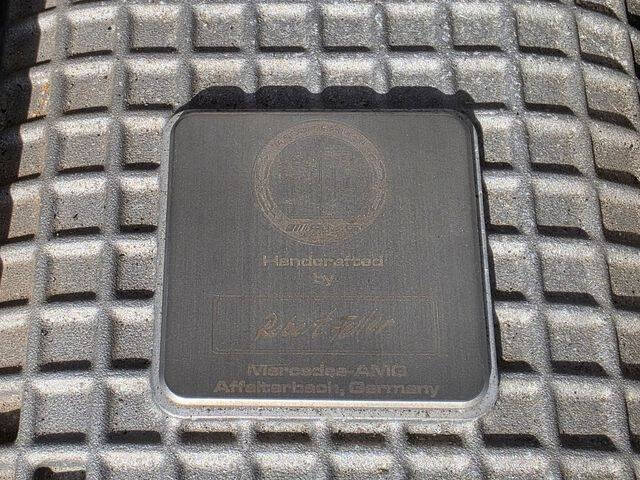 Handcrafted
by
Mercedes-AMG
Affalterbach, Germany